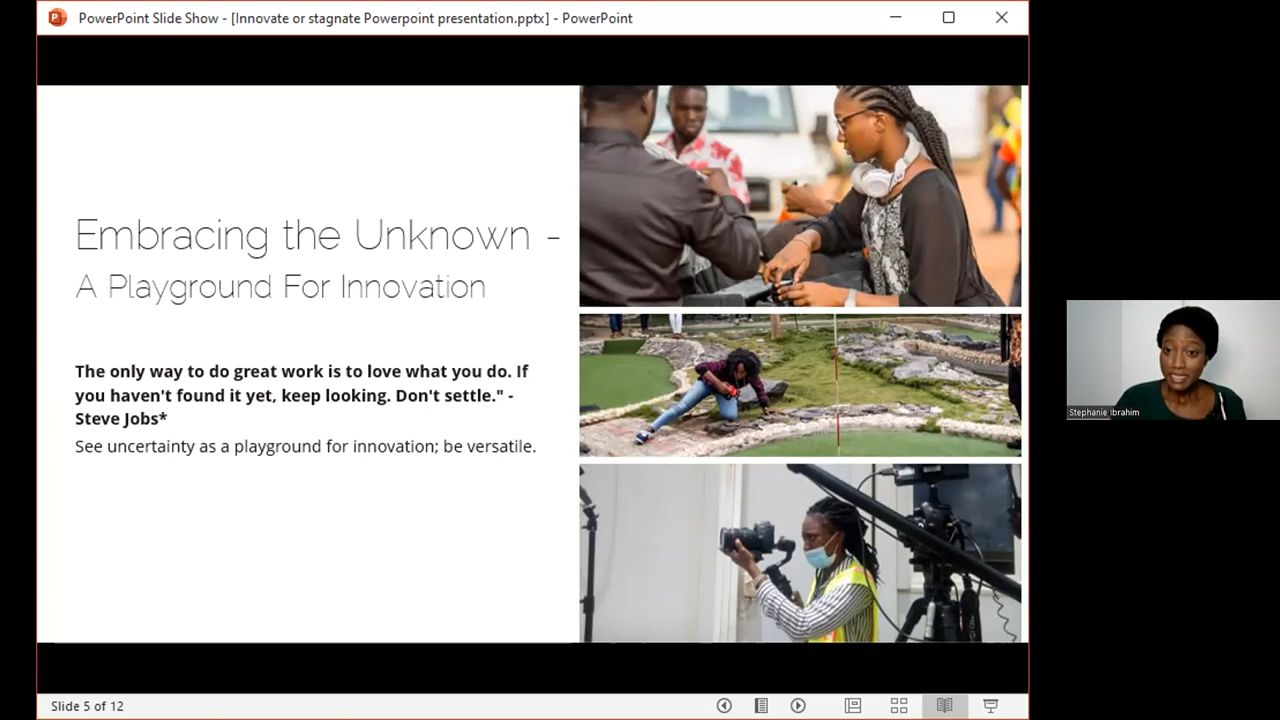 PowerPoint Slide Show - [Innovate or stagnate Powerpoint presentation.pptx] - PowerPoint
Embracing the Unknown -
A Playground For Innovation
The only way to do great work is to love what you do. If
you haven't found it yet, keep looking. Don't settle." -
Steve Jobs*
See uncertainty as a playground for innovation; be versatile.
Stephanie Ibrahim
Slide 5 of 12